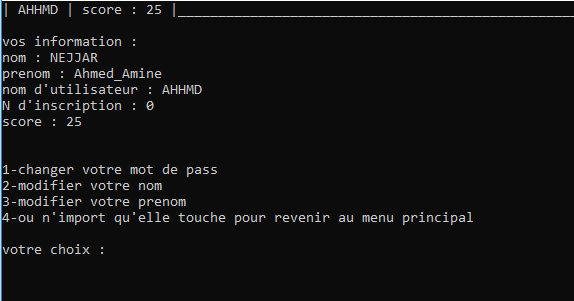 | AHHMD | score : 25 |___________________________________________________
vos information :
nom : NEJJAR
prenom : Ahmed_Amine
nom d'utilisateur : AHHMD
N d'inscription : 0
score : 25
1-changer votre mot de pass
2-modifier votre nom
3-modifier votre prenom
4-ou n'import qu'elle touche pour revenir au menu principal
votre choix :